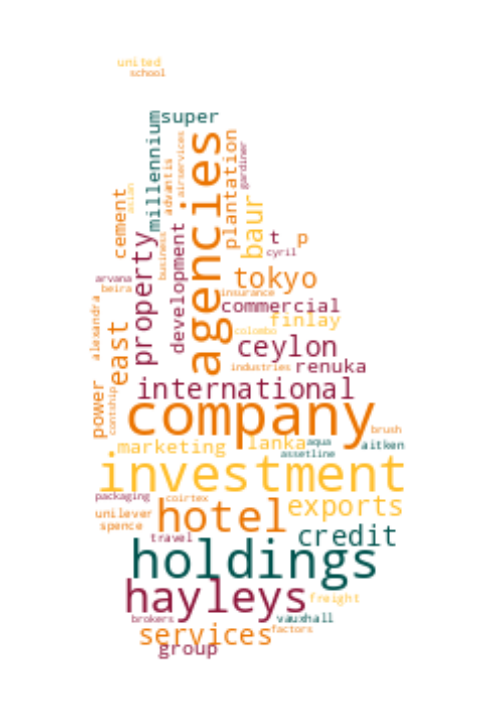 united
school
super
millennium
agencies
airservices
advantis
plantation
gardiner
asian
cement
baur
t
p
cyril
property
business
development
tokyo
arvana
beira
insurance
commercial
finlay
alexandra
east
colombo
ceylon
industries
renuka
international
power
contship
company
brush
marketing
lanka
aqua
aitken
assetline
investment
packaging
coirtex
exports
unilever
hotel
spence
credit
travel
holdings
hayleys
freight
brokers
vauxhall
services
factors
group